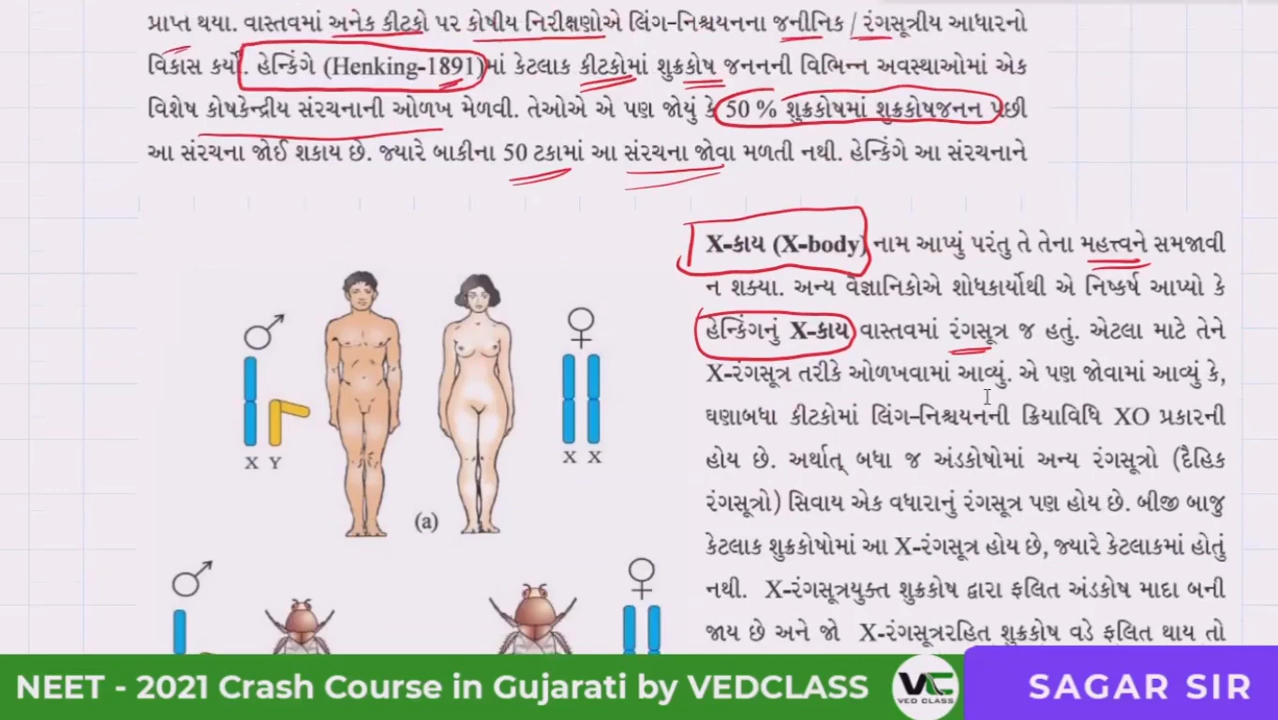 પ્રાપ્ત થયા. વાસ્તવમાં અનેક કીટકો પર કોષીય નિરીક્ષણોએ લિંગ-નિશ્ચયનના જનીનિક / રંગસૂત્રીય આધારનો
વિકાસ કર્યો. હેન્કિંગે (Henking-1891)માં કેટલાક કીટકોમાં શુક્રકોષ જનનની વિભિન્ન અવસ્થાઓમાં એક
વિશેષ કોષકેન્દ્રીય સંરચનાની ઓળખ મેળવી. તેઓએ એ પણ જોયું કે 50 % શુક્રકોષમાં શુક્રકોષજનન પછી
આ સંરચના જોઈ શકાય છે. જ્યારે બાકીના 50 ટકામાં આ સંરચના જોવા મળતી નથી. હેન્કિંગે આ સંરચનાને
X-કાય (X-body) નામ આપ્યું પરંતુ તે તેના મહત્ત્વને સમજાવી
ન શક્યા. અન્ય વૈજ્ઞાનિકોએ શોધકાર્યોથી એ નિષ્કર્ષ આપ્યો કે
હેન્કિંગનું X-કાય વાસ્તવમાં રંગસૂત્ર જ હતું. એટલા માટે તેને
X-રંગસૂત્ર તરીકે ઓળખવામાં આવ્યું. એ પણ જોવામાં આવ્યું કે,
ઘણાબધા કીટકોમાં લિંગ-નિશ્ચયનની ક્રિયાવિધિ XO પ્રકારની
હોય છે. અર્થાત્ બધા જ અંડકોષોમાં અન્ય રંગસૂત્રો (દૈહિક
રંગસૂત્રો) સિવાય એક વધારાનું રંગસૂત્ર પણ હોય છે. બીજી બાજુ
કેટલાક શુક્રકોષોમાં આ X-રંગસૂત્ર હોય છે, જ્યારે કેટલાકમાં હોતું
નથી. X-રંગસૂત્રયુક્ત શુક્રકોષ દ્વારા ફલિત અંડકોષ માદા બની
જાય છે અને જો X-રંગસૂત્રરહિત શુક્રકોષ વડે ફલિત થાય તો
♂ ♀
X Y X X
(a)
♂ ♀
NEET - 2021 Crash Course in Gujarati by VEDCLASS
VC
VED CLASS
SAGAR SIR